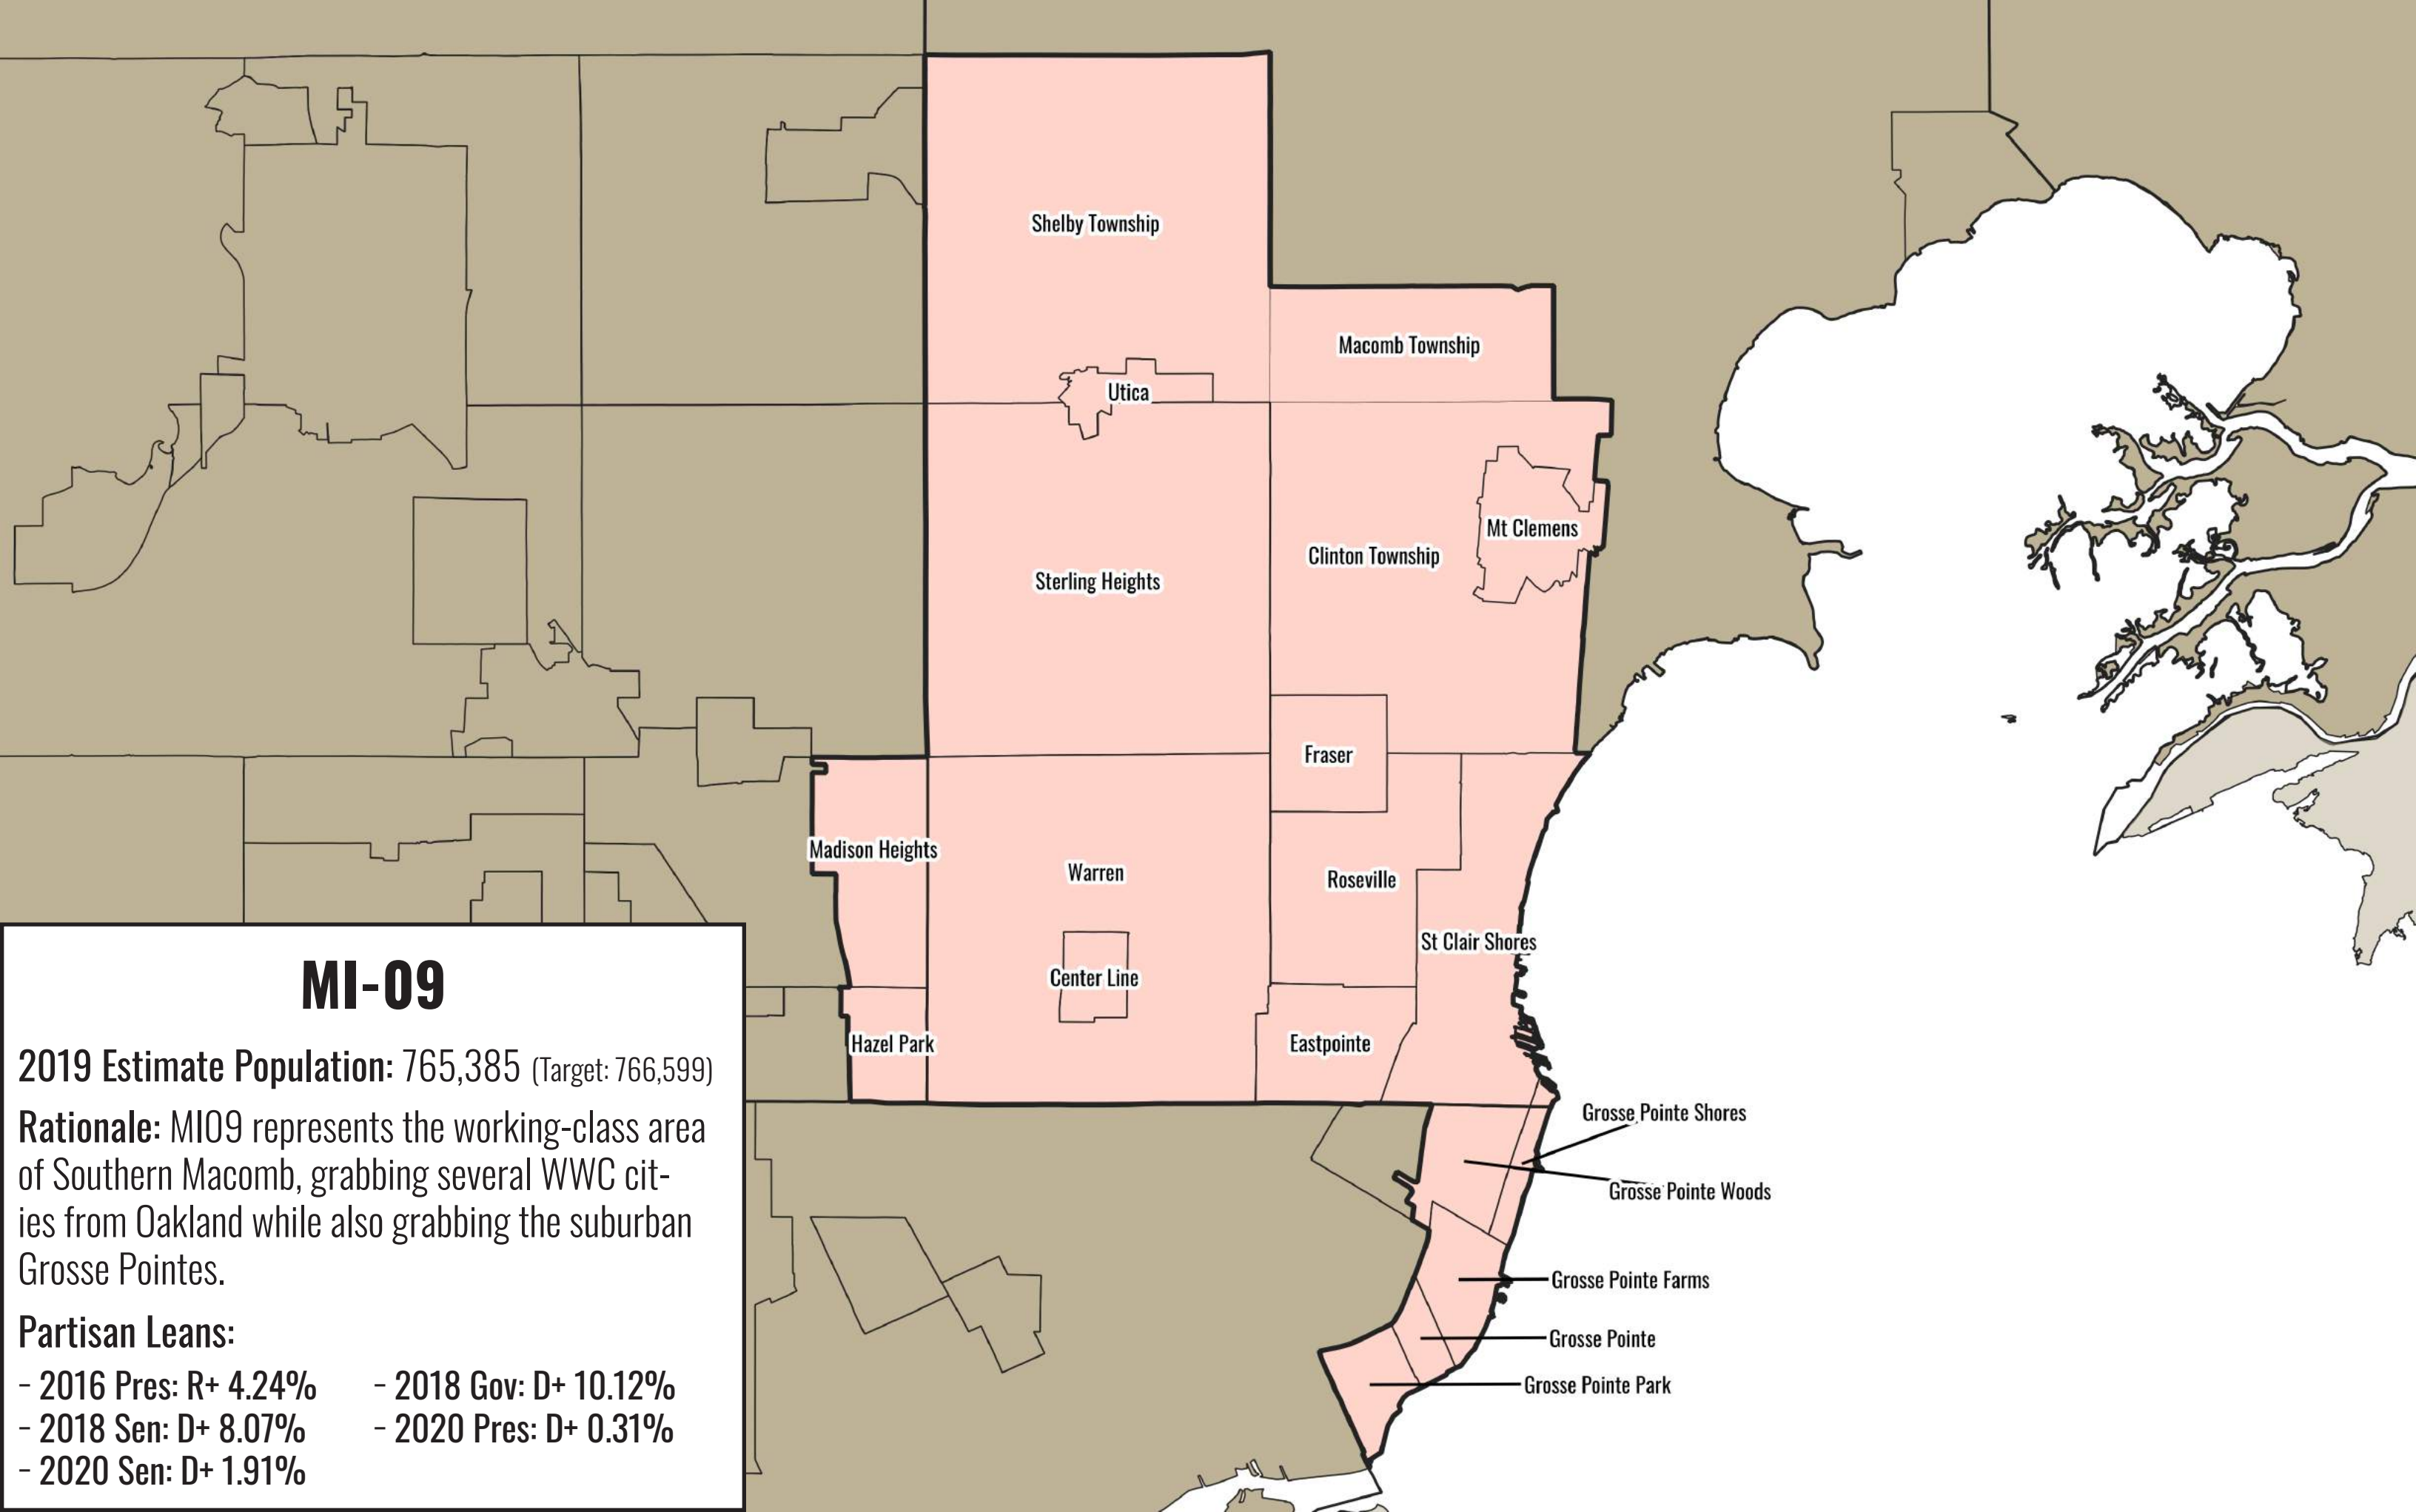 Shelby Township
Macomb Township
Utica
Mt Clemens
Clinton Township
Sterling Heights
Fraser
Madison Heights
Warren
Roseville
St Clair Shores
Center Line
Hazel Park
Eastpointe
Grosse Pointe Shores
Grosse Pointe Woods
Grosse Pointe Farms
Grosse Pointe
Grosse Pointe Park
MI-09
2019 Estimate Population: 765,385 (Target: 766,599)
Rationale: MI09 represents the working-class area
of Southern Macomb, grabbing several WWC cit-
ies from Oakland while also grabbing the suburban
Grosse Pointes.
Partisan Leans:
- 2016 Pres: R+ 4.24% - 2018 Gov: D+ 10.12%
- 2018 Sen: D+ 8.07% - 2020 Pres: D+ 0.31%
- 2020 Sen: D+ 1.91%